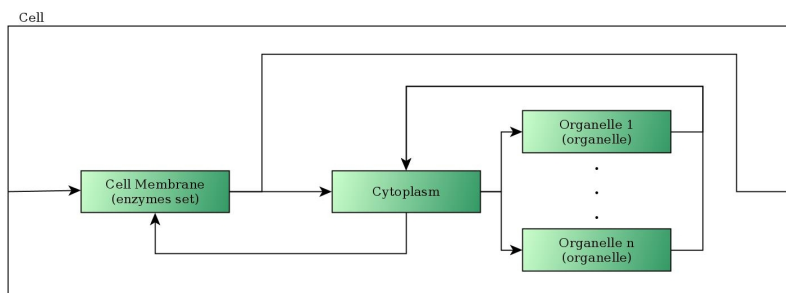 Cell
Cell Membrane
(enzymes set)
Cytoplasm
Organelle 1
(organelle)
Organelle n
(organelle)